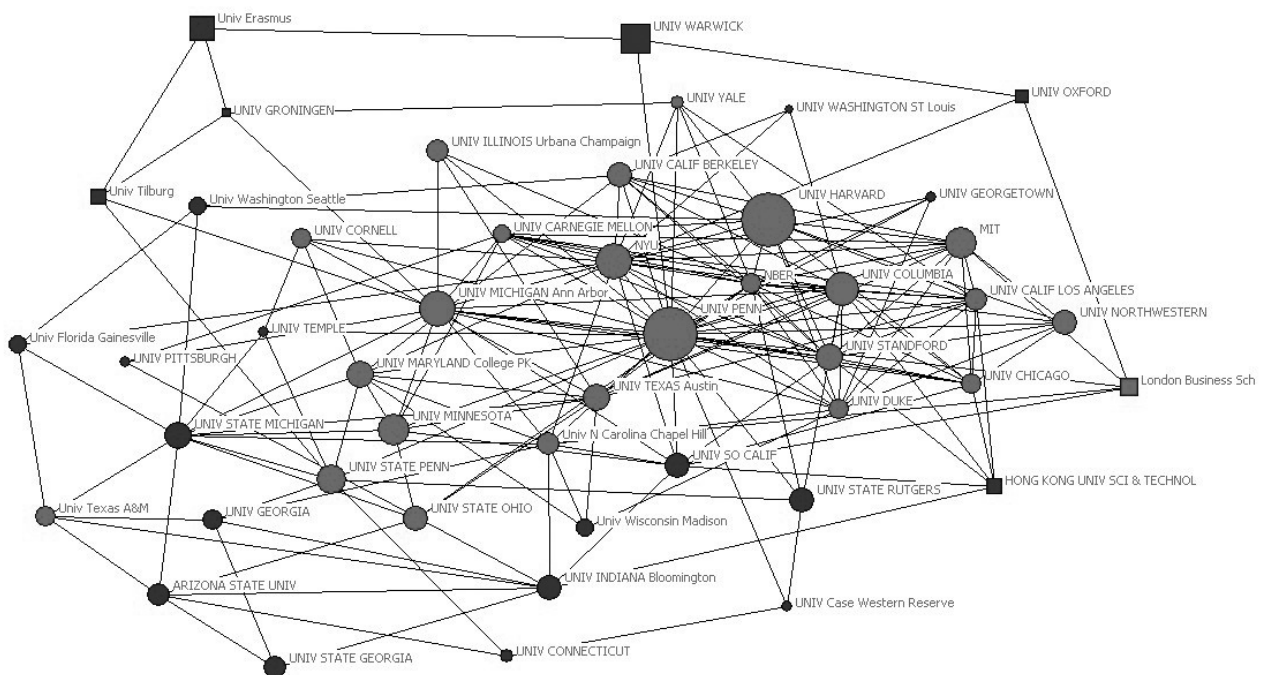 Univ Erasmus
UNIV WARWICK
UNIV YALE
UNIV OXFORD
UNIV GRONINGEN
UNIV WASHINGTON ST Louis
UNIV ILLINOIS Urbana Champaign
UNIV CALIF BERKELEY
Univ Tilburg
Univ Washington Seattle
UNIV HARVARD
UNIV GEORGETOWN
UNIV CORNELL
UNIV CARNEGIE MELLON
NYU
MIT
NBER
UNIV COLUMBIA
UNIV MICHIGAN Ann Arbor
UNIV CALIF LOS ANGELES
UNIV PENN
UNIV NORTHWESTERN
Univ Florida Gainesville
UNIV TEMPLE
UNIV PITTSBURGH
UNIV MARYLAND College PK
UNIV STANDFORD
UNIV TEXAS Austin
UNIV CHICAGO
London Business Sch
UNIV DUKE
UNIV STATE MICHIGAN
UNIV MINNESOTA
Univ N Carolina Chapel Hill
UNIV SO CALIF
UNIV STATE PENN
HONG KONG UNIV SCI & TECHNOL
UNIV STATE RUTGERS
Univ Texas A&M
UNIV GEORGIA
UNIV STATE OHIO
Univ Wisconsin Madison
ARIZONA STATE UNIV
UNIV INDIANA Bloomington
UNIV Case Western Reserve
UNIV STATE GEORGIA
UNIV CONNECTICUT